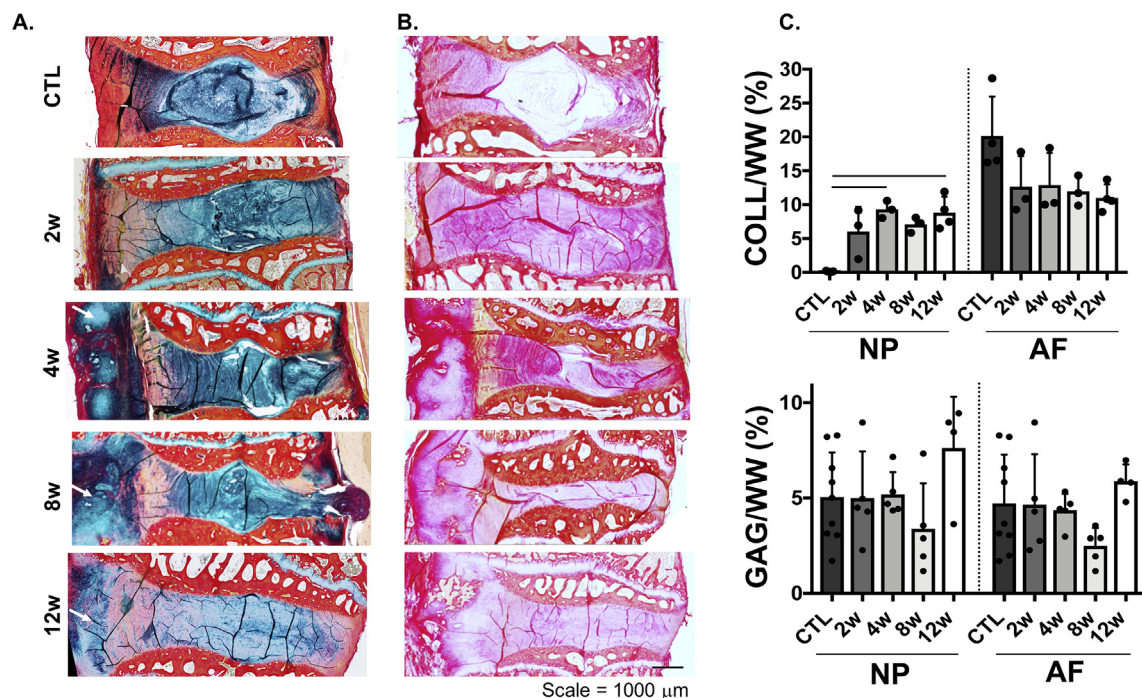 A.
B.
C.
CTL
2w
4w
8w
12w
Scale = 1000 μm
COLL/WW (%)
30
25
20
15
10
5
0
CTL 2w 4w 8w 12w CTL 2w 4w 8w 12w
NP AF
GAG/WW (%)
10
5
0
CTL 2w 4w 8w 12w CTL 2w 4w 8w 12w
NP AF